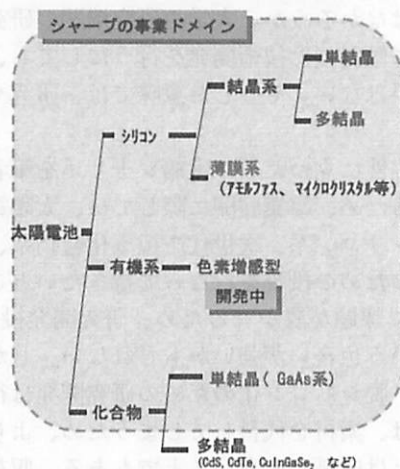 シャープの事業ドメイン
単結晶
結晶系
多結晶
シリコン
薄膜系
(アモルファス、マイクロクリスタル等)
太陽電池
有機系
色素増感型
開発中
単結晶( GaAs系)
化合物
多結晶
(CdS,CdTe,CuInGaSe₂ など)